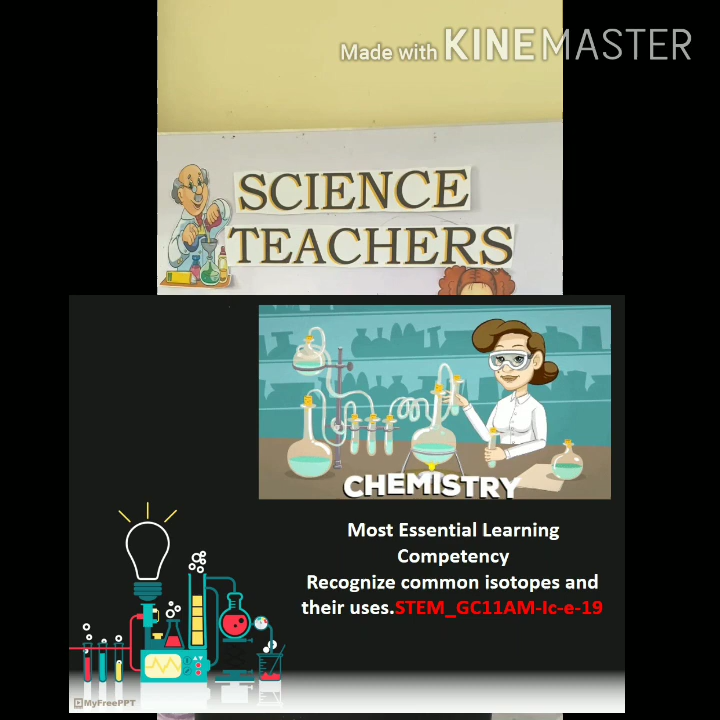 Made with KINEMASTER
SCIENCE
TEACHERS
CHEMISTRY
Most Essential Learning
Competency
Recognize common isotopes and
their uses.STEM_GC11AM-Ic-e-19
MyFreePPT